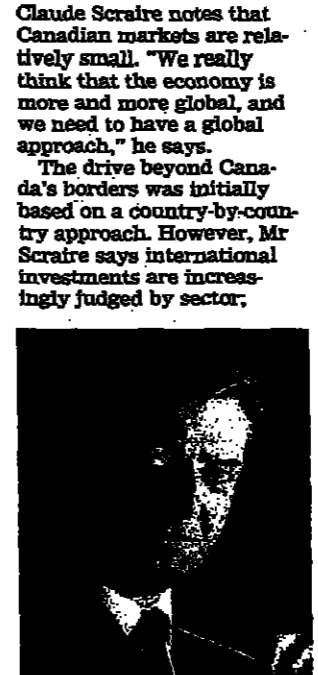 Claude Scraire notes that
Canadian markets are rela-
tively small. "We really
think that the economy is
more and more global, and
we need to have a global
approach," he says.
The drive beyond Cana-
da's borders was initially
based on a country-by-coun-
try approach. However, Mr
Scraire says international
investments are increas-
ingly judged by sector;